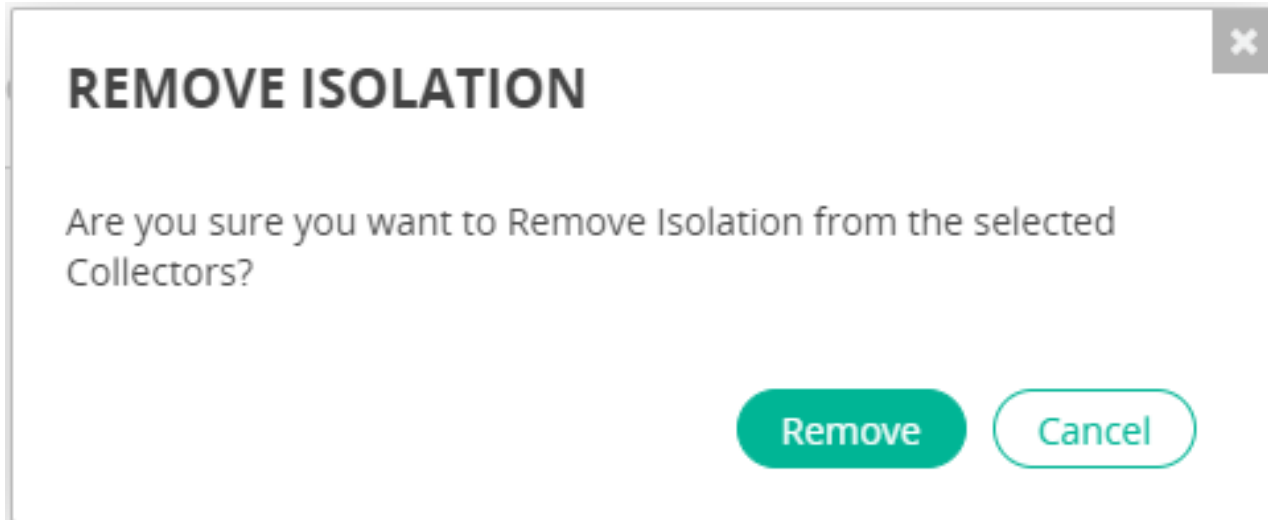 REMOVE ISOLATION
Are you sure you want to Remove Isolation from the selected
Collectors?
Remove
Cancel